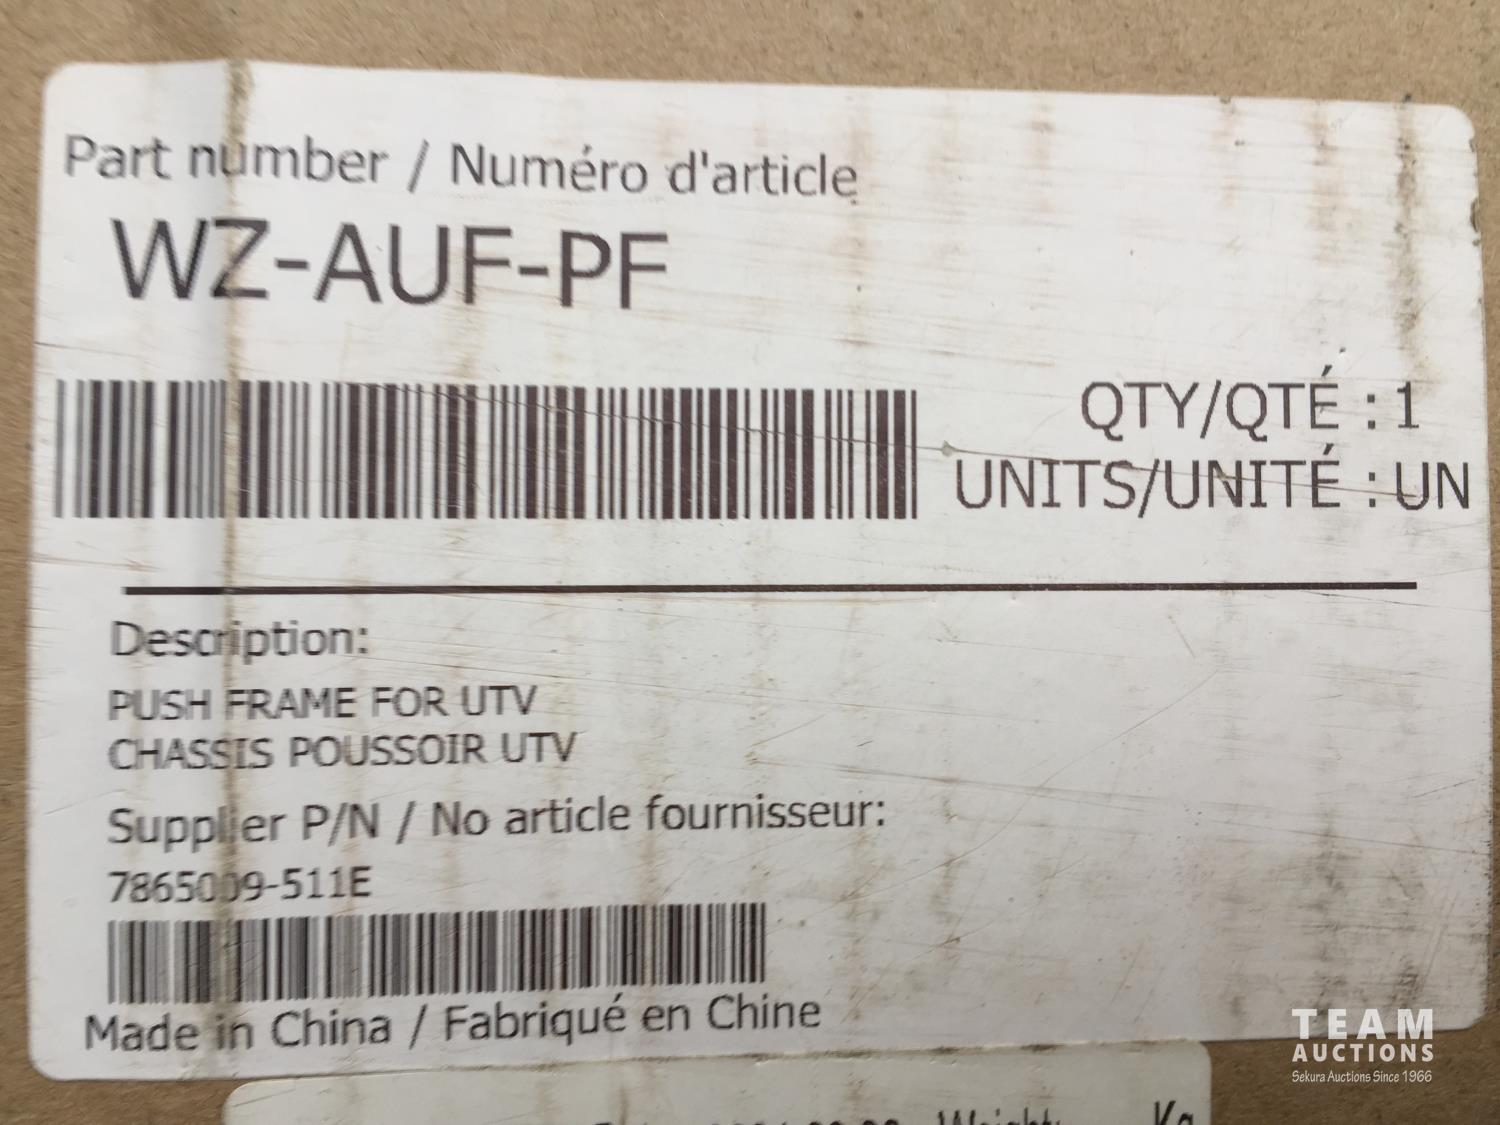 Part number / Numéro d'article
WZ-AUF-PF
QTY/QTÉ : 1
UNITS/UNITÉ : UN
Description:
PUSH FRAME FOR UTV
CHASSIS POUSSOIR UTV
Supplier P/N / No article fournisseur:
7865009-511E
Made in China / Fabriqué en Chine
TEAM
AUCTIONS
Sekura Auctions Since 1966
Weight: Kg